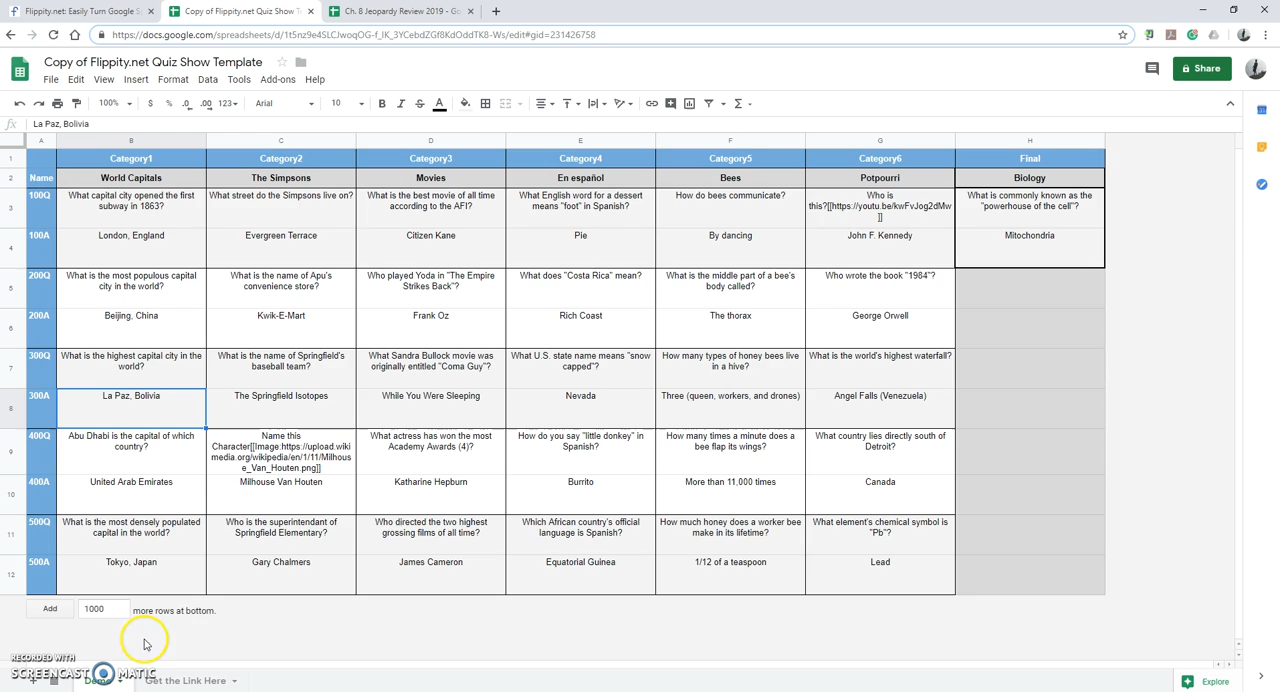 Flippity.net: Easily Turn Google S
Copy of Flippity.net Quiz Show T
Ch. 8 Jeopardy Review 2019 - Go
https://docs.google.com/spreadsheets/d/1t5nz9e4SLCJwoqOG-f_IK_3YCebdZGf8KdOddTK8-Ws/edit#gid=231426758
Copy of Flippity.net Quiz Show Template
File Edit View Insert Format Data Tools Add-ons Help
Share
100% $ % .0 .00 123 Arial 10 B I S A
fx La Paz, Bolivia
A B C D E F G H
1 Category1 Category2 Category3 Category4 Category5 Category6 Final
2 Name World Capitals The Simpsons Movies En español Bees Potpourri Biology
3 100Q What capital city opened the first subway in 1863? What street do the Simpsons live on? What is the best movie of all time according to the AFI? What English word for a dessert means "foot" in Spanish? How do bees communicate? Who is this?[[https://youtu.be/kwFvJog2dMw]] What is commonly known as the "powerhouse of the cell"?
4 100A London, England Evergreen Terrace Citizen Kane Pie By dancing John F. Kennedy Mitochondria
5 200Q What is the most populous capital city in the world? What is the name of Apu's convenience store? Who played Yoda in "The Empire Strikes Back"? What does "Costa Rica" mean? What is the middle part of a bee's body called? Who wrote the book "1984"?
6 200A Beijing, China Kwik-E-Mart Frank Oz Rich Coast The thorax George Orwell
7 300Q What is the highest capital city in the world? What is the name of Springfield's baseball team? What Sandra Bullock movie was originally entitled "Coma Guy"? What U.S. state name means "snow capped"? How many types of honey bees live in a hive? What is the world's highest waterfall?
8 300A La Paz, Bolivia The Springfield Isotopes While You Were Sleeping Nevada Three (queen, workers, and drones) Angel Falls (Venezuela)
9 400Q Abu Dhabi is the capital of which country? Name this Character[[Image:https://upload.wikimedia.org/wikipedia/en/1/11/Milhouse_Van_Houten.png]] What actress has won the most Academy Awards (4)? How do you say "little donkey" in Spanish? How many times a minute does a bee flap its wings? What country lies directly south of Detroit?
10 400A United Arab Emirates Milhouse Van Houten Katharine Hepburn Burrito More than 11,000 times Canada
11 500Q What is the most densely populated capital in the world? Who is the superintendant of Springfield Elementary? Who directed the two highest grossing films of all time? Which African country's official language is Spanish? How much honey does a worker bee make in its lifetime? What element's chemical symbol is "Pb"?
12 500A Tokyo, Japan Gary Chalmers James Cameron Equatorial Guinea 1/12 of a teaspoon Lead
Add 1000 more rows at bottom.
RECORDED WITH
SCREENCAST MATIC
Demo Get the Link Here Explore